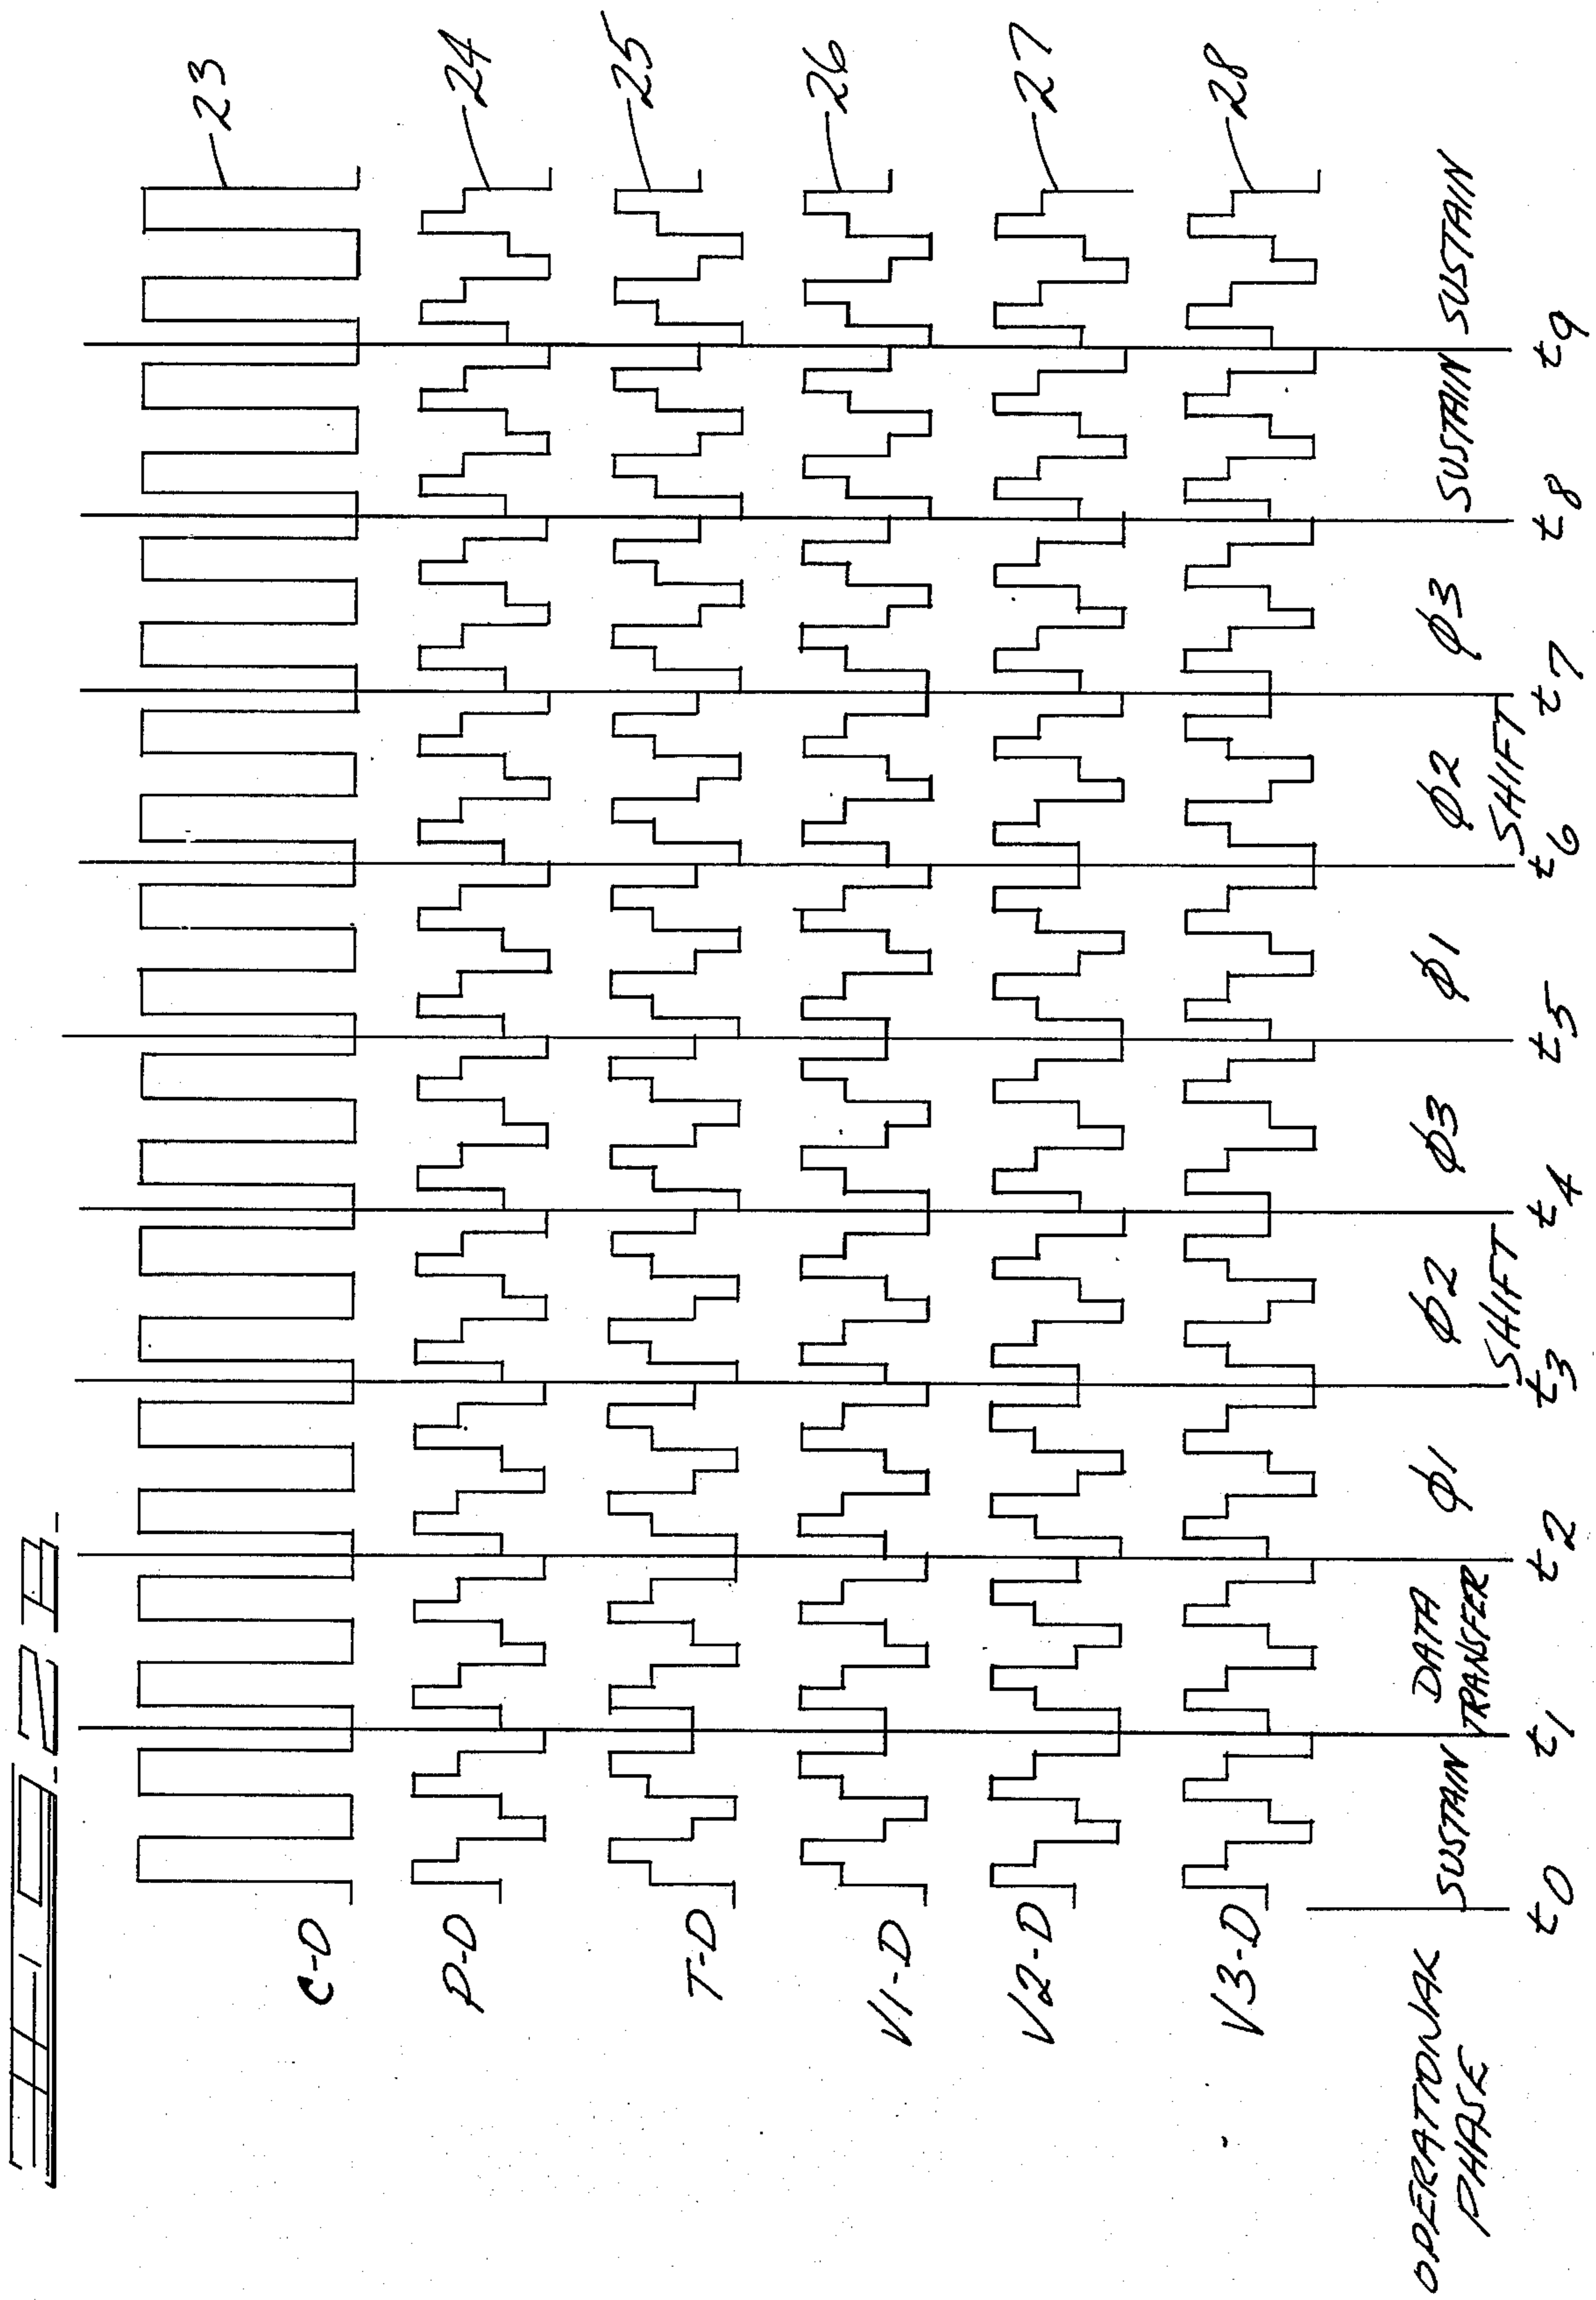 FIG. 2B
C-D
23
P-D
24
T-D
25
V1-D
26
V2-D
27
V3-D
28
OPERATIONAL PHASE
SUSTAIN
DATA TRANSFER
φ1
φ2
φ3
φ1
φ2
φ3
SUSTAIN
SUSTAIN
SHIFT
SHIFT
t0
t1
t2
t3
t4
t5
t6
t7
t8
t9